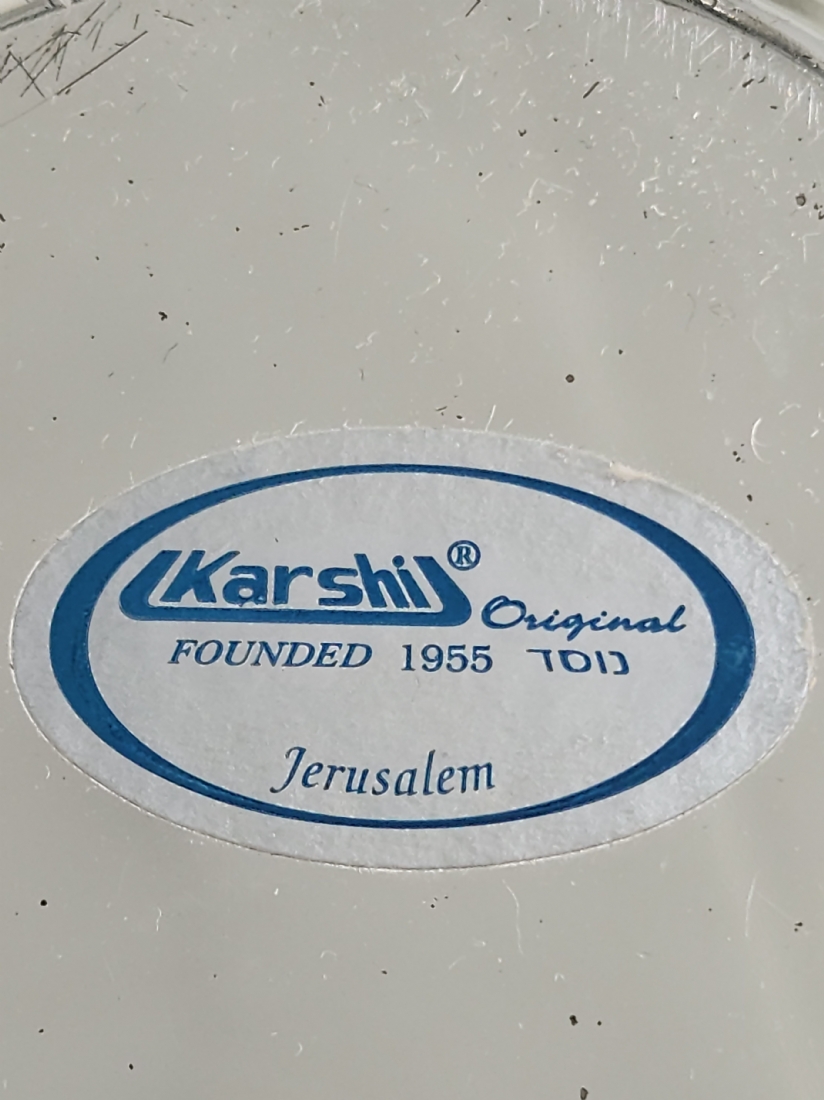 Karshi® Original
FOUNDED 1955 נוסד
Jerusalem